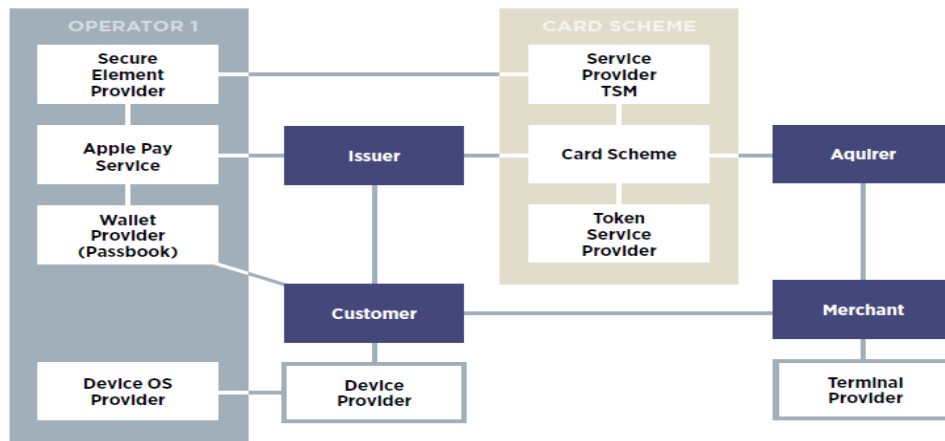 OPERATOR 1
CARD SCHEME
Secure
Element
Provider
Service
Provider
TSM
Apple Pay
Service
Issuer
Card Scheme
Aquirer
Wallet
Provider
(Passbook)
Token
Service
Provider
Customer
Merchant
Device OS
Provider
Device
Provider
Terminal
Provider